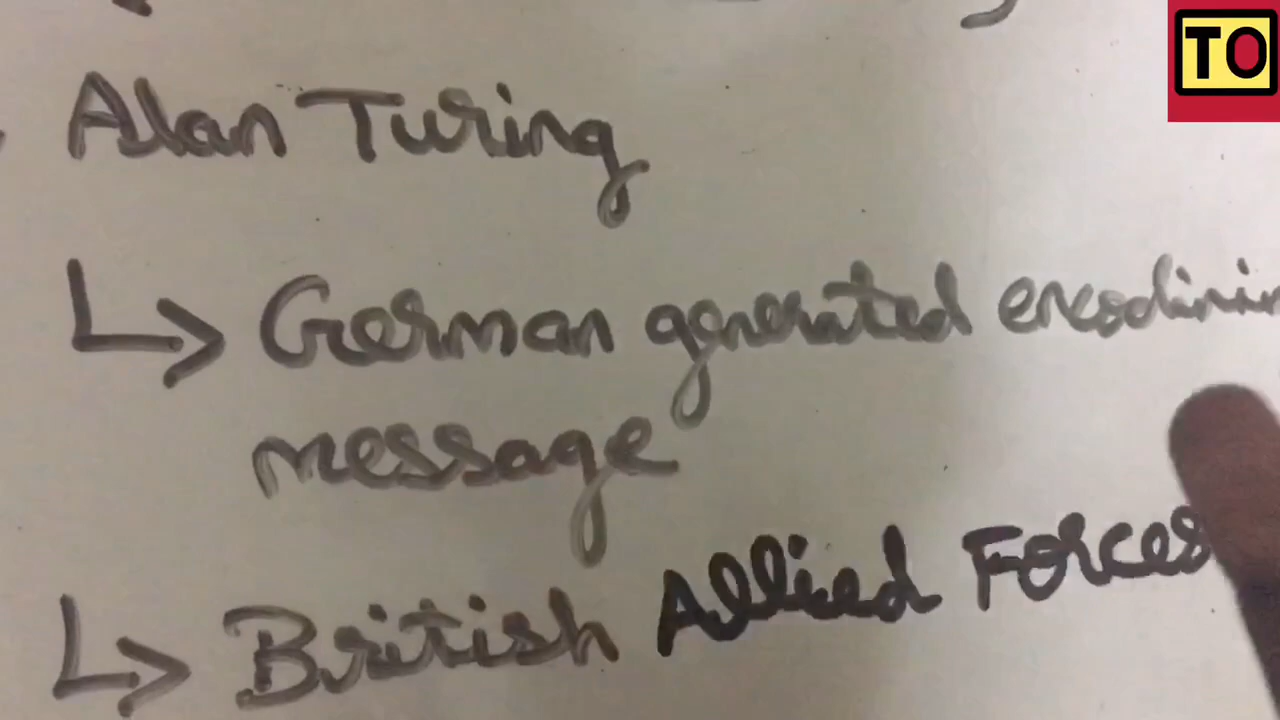 TO
Alan Turing
German generated
message
British Allied Forces